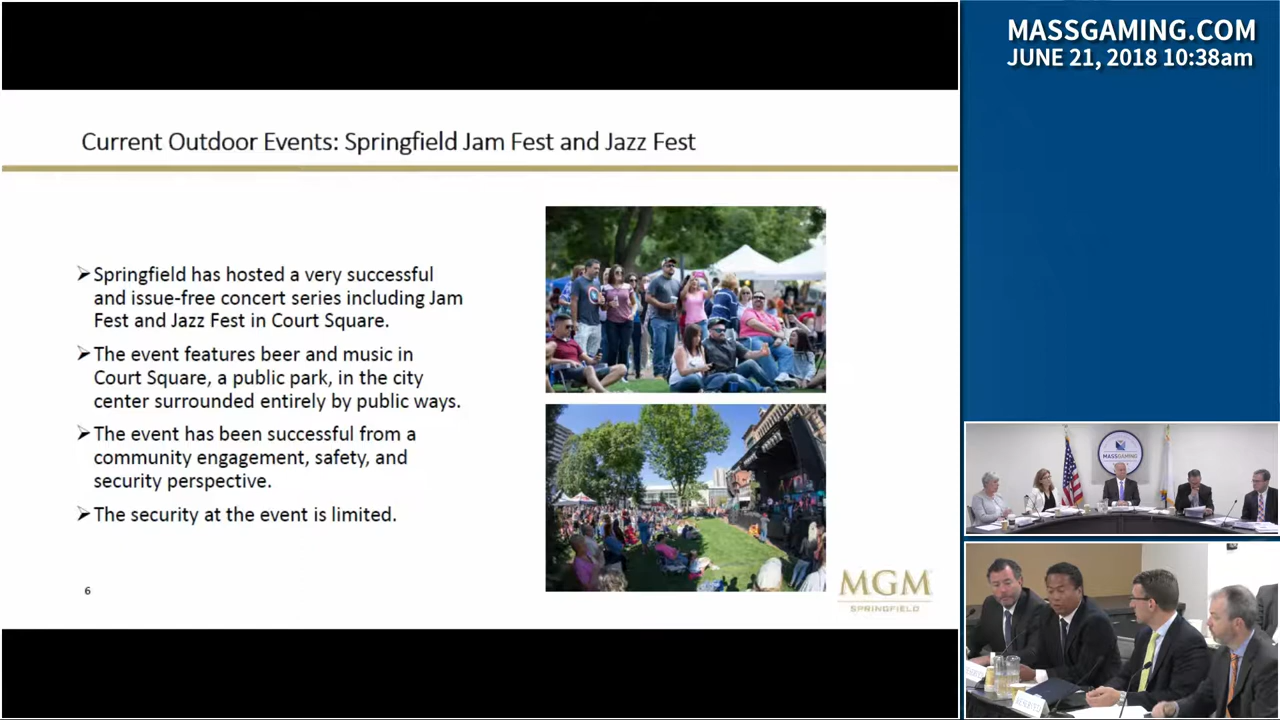 MASSGAMING.COM
JUNE 21, 2018 10:38am
Current Outdoor Events: Springfield Jam Fest and Jazz Fest
Springfield has hosted a very successful
and issue-free concert series including Jam
Fest and Jazz Fest in Court Square.
The event features beer and music in
Court Square, a public park, in the city
center surrounded entirely by public ways.
The event has been successful from a
community engagement, safety, and
security perspective.
The security at the event is limited.
6
MGM
SPRINGFIELD
MASSGAMING
RESERVED